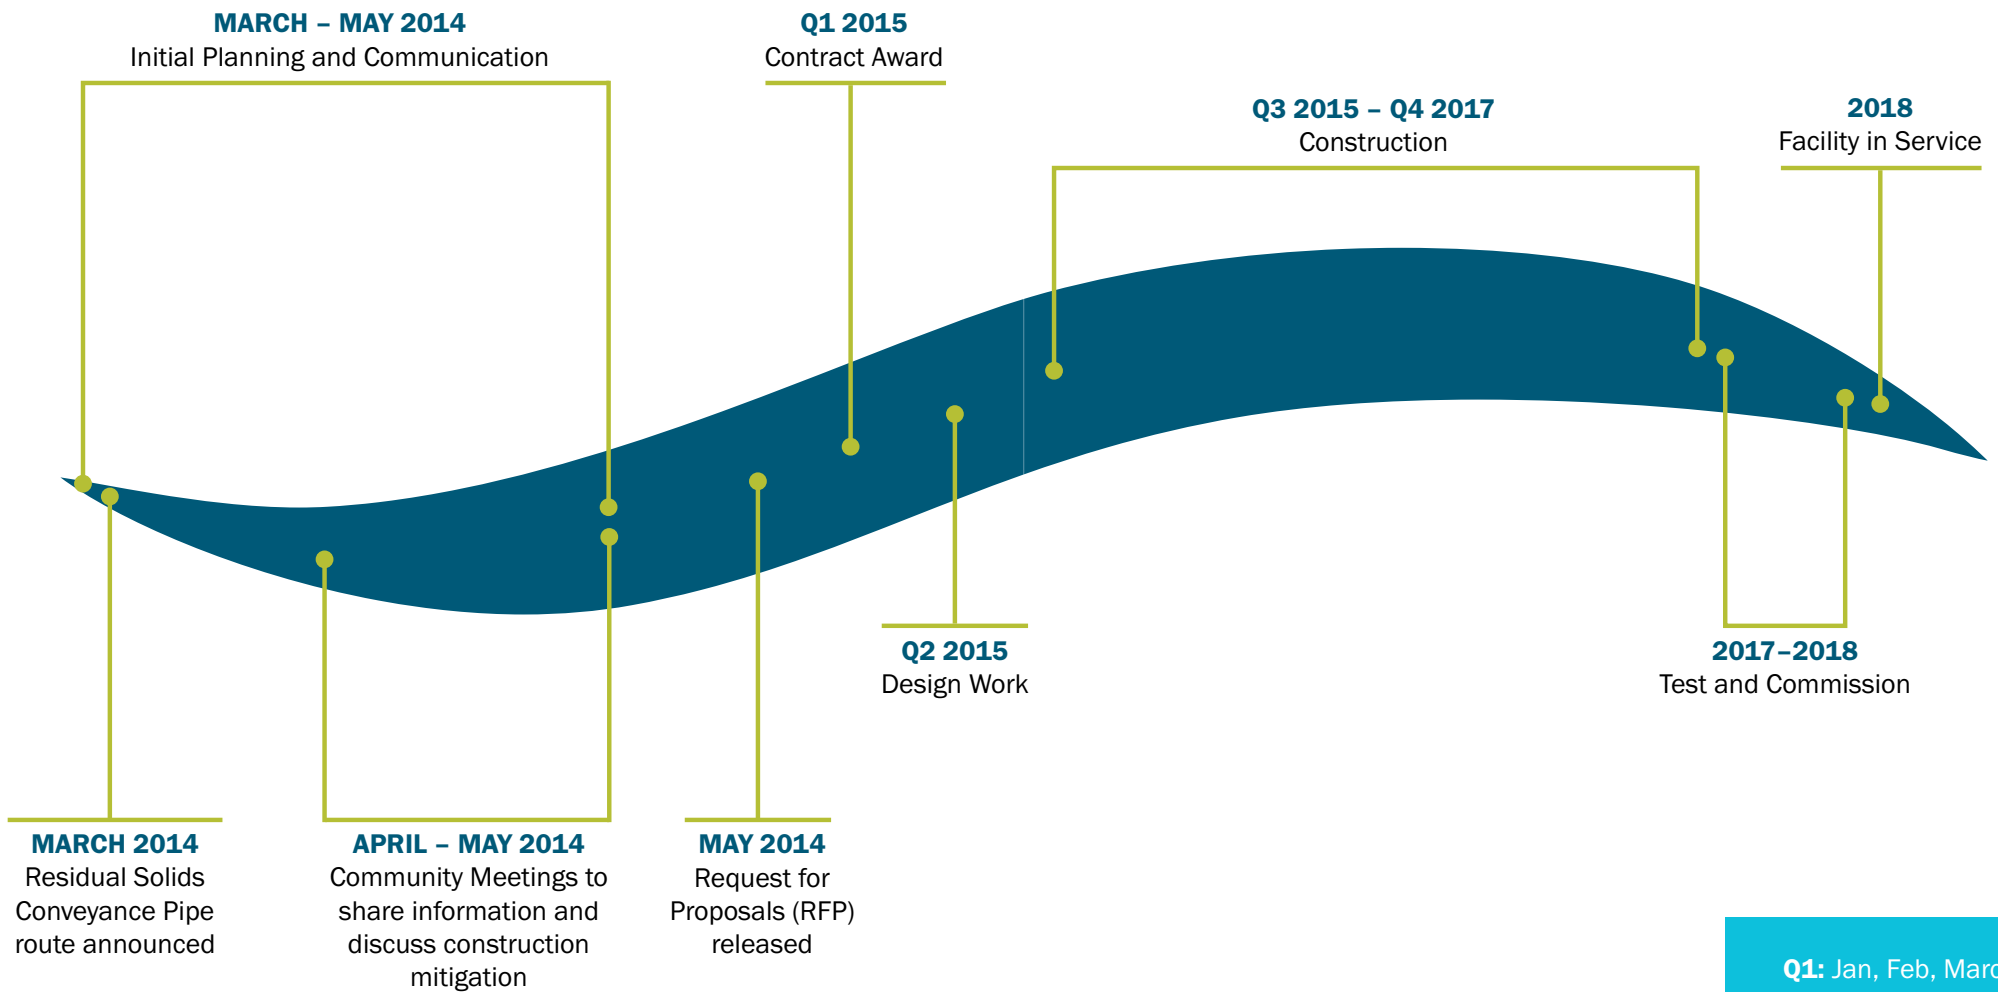 MARCH – MAY 2014
Initial Planning and Communication
Q1 2015
Contract Award
Q3 2015 – Q4 2017
Construction
2018
Facility in Service
Q2 2015
Design Work
2017–2018
Test and Commission
MARCH 2014
Residual Solids
Conveyance Pipe
route announced
APRIL – MAY 2014
Community Meetings to
share information and
discuss construction
mitigation
MAY 2014
Request for
Proposals (RFP)
released
Q1: Jan, Feb,